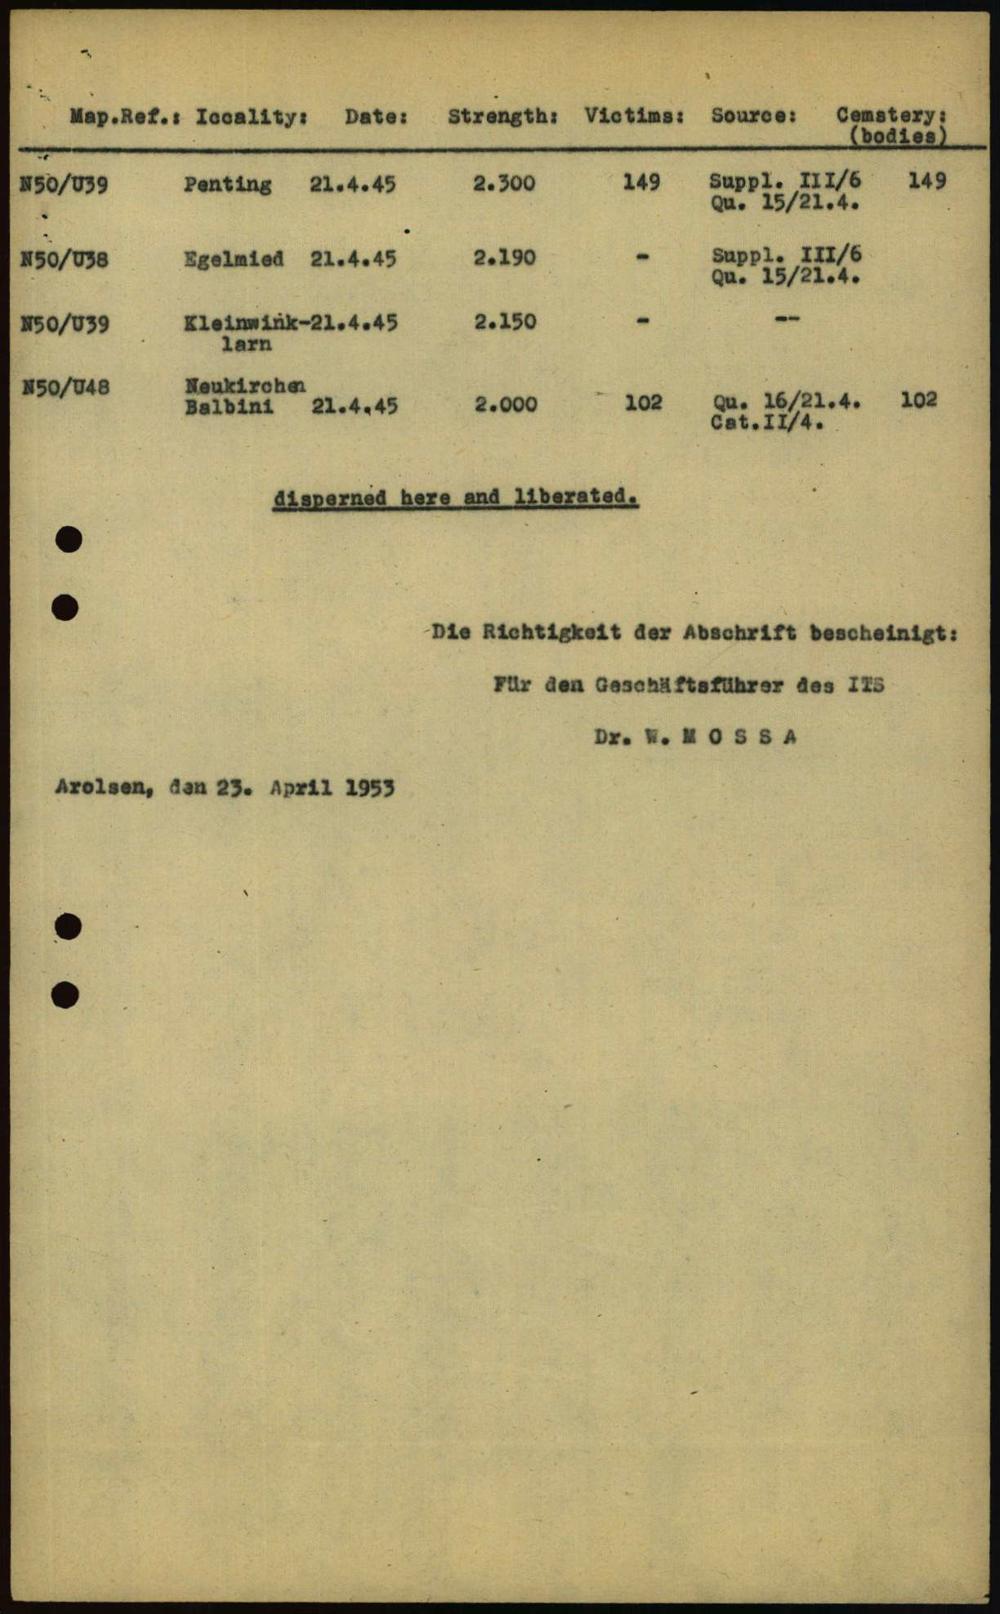 Map.Ref.: Iocality: Date: Strength: Victims: Source: Cemetery:
(bodies)
N50/U39 Penting 21.4.45 2.300 149 Suppl. III/6 149
Qu. 15/21.4.
N50/U38 Egelmied 21.4.45 2.190 - Suppl. III/6
Qu. 15/21.4.
N50/U39 Kleinwink-21.4.45 2.150 - --
larn
N50/U48 Neukirchen
Balbini 21.4.45 2.000 102 Qu. 16/21.4. 102
Cat.II/4.
disperned here and liberated.
Die Richtigkeit der Abschrift bescheinigt:
Für den Geschäftsführer des ITS
Dr. W. M O S S A
Arolsen, den 23. April 1953